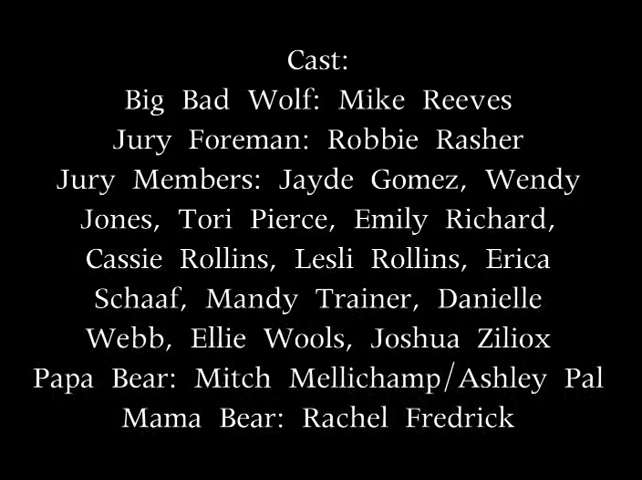 Cast:
Big Bad Wolf: Mike Reeves
Jury Foreman: Robbie Rasher
Jury Members: Jayde Gomez, Wendy
Jones, Tori Pierce, Emily Richard,
Cassie Rollins, Lesli Rollins, Erica
Schaaf, Mandy Trainer, Danielle
Webb, Ellie Wools, Joshua Ziliox
Papa Bear: Mitch Mellichamp/Ashley Pal
Mama Bear: Rachel Fredrick